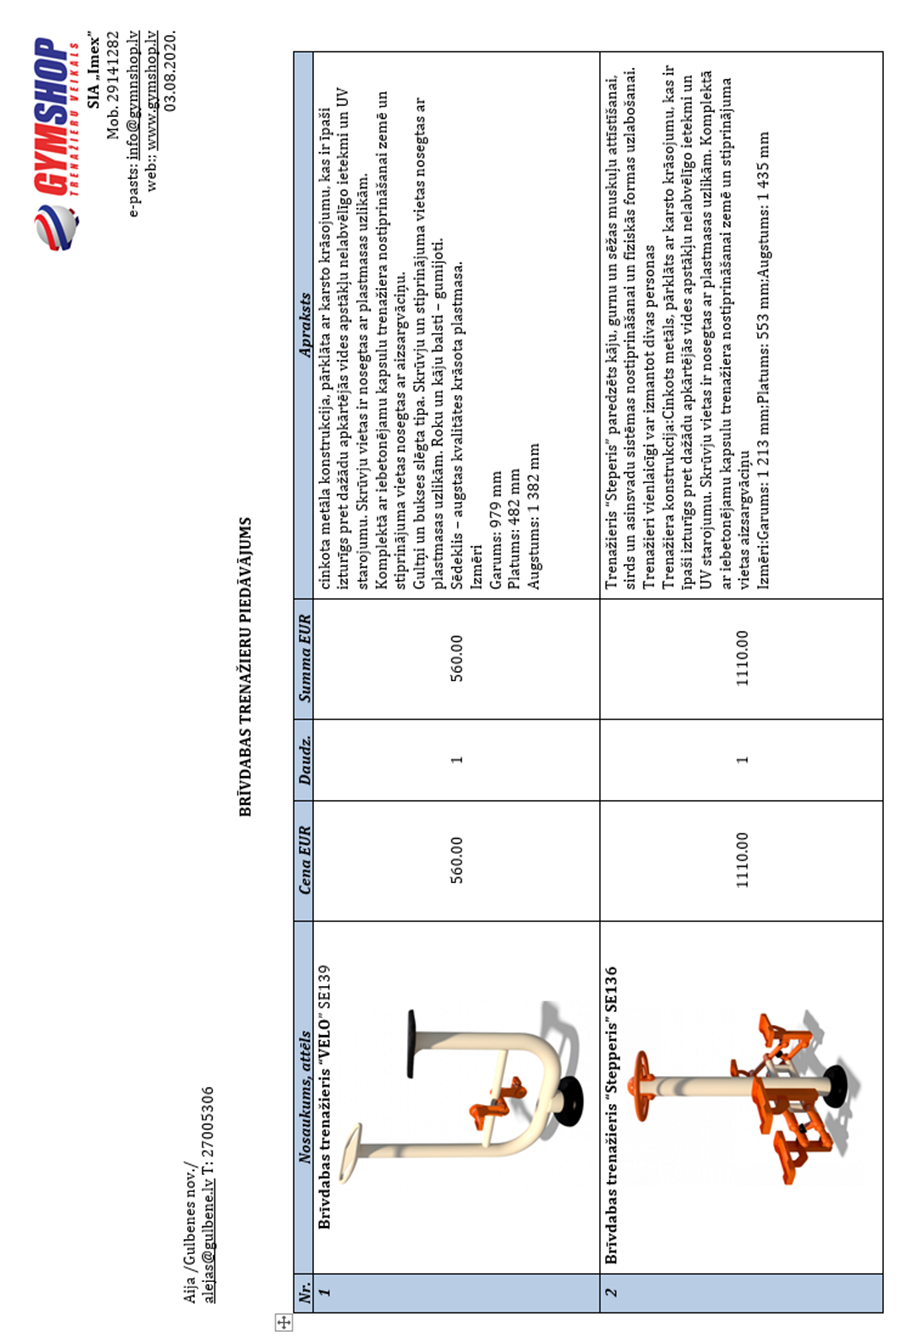 GYMSHOP
TRENAŽIERU VEIKALS
SIA „Imex”
Mob. 29141282
e-pasts: info@gymnshop.lv
web:: www.gymshop.lv
03.08.2020.
Aija /Gulbenes nov./
alejas@gulbene.lv T: 27005306
BRĪVDABAS TRENAŽIERU PIEDĀVĀJUMS
Nr. Nosaukums, attēls Cena EUR Daudz. Summa EUR Apraksts
1
Brīvdabas trenažieris “VELO” SE139
560.00
1
560.00
cinkota metāla konstrukcija, pārklāta ar karsto krāsojumu, kas ir īpaši
izturīgs pret dažādu apkārtējās vides apstākļu nelabvēlīgo ietekmi un UV
starojumu. Skrūvju vietas ir nosegtas ar plastmasas uzlikām.
Komplektā ar iebetonējamu kapsulu trenažiera nostiprināšanai zemē un
stiprinājuma vietas nosegtas ar aizsargvāciņu.
Gultņi un bukses slēgta tipa. Skrūvju un stiprinājuma vietas nosegtas ar
plastmasas uzlikām. Roku un kāju balsti – gumijoti.
Sēdeklis – augstas kvalitātes krāsota plastmasa.
Izmēri
Garums: 979 mm
Platums: 482 mm
Augstums: 1 382 mm
2
Brīvdabas trenažieris “Stepperis” SE136
1110.00
1
1110.00
Trenažieris “Steperis” paredzēts kāju, gurnu un sēžas muskuļu attīstīšanai,
sirds un asinsvadu sistēmas nostiprināšanai un fiziskās formas uzlabošanai.
Trenažieri vienlaicīgi var izmantot divas personas
Trenažiera konstrukcija:Cinkots metāls, pārklāts ar karsto krāsojumu, kas ir
īpaši izturīgs pret dažādu apkārtējās vides apstākļu nelabvēlīgo ietekmi un
UV starojumu. Skrūvju vietas ir nosegtas ar plastmasas uzlikām. Komplektā
ar iebetonējamu kapsulu trenažiera nostiprināšanai zemē un stiprinājuma
vietas aizsargvāciņu
Izmēri:Garums: 1 213 mm:Platums: 553 mm:Augstums: 1 435 mm